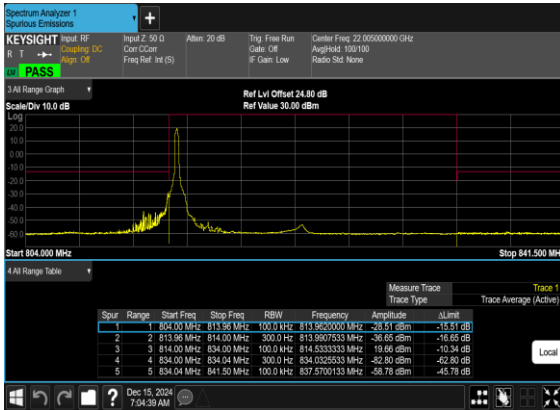 Spectrum Analyzer 1
Spurious Emissions
KEYSIGHT
R T
LXI
PASS
Input: RF
Coupling: DC
Align: Off
Input Z: 50 Ω
Corr CCorr
Freq Ref: Int (S)
Atten: 20 dB
Trig: Free Run
Gate: Off
IF Gain: Low
Center Freq: 22.005000000 GHz
Avg|Hold: 100/100
Radio Std: None
3 All Range Graph
Scale/Div 10.0 dB
Ref Lvl Offset 24.80 dB
Ref Value 30.00 dBm
Log
20.0
10.0
0.00
-10.0
-20.0
-30.0
-40.0
-50.0
-60.0
Start 804.000 MHz
Stop 841.500 MH
4 All Range Table
Measure Trace Trace 1
Trace Type Trace Average (Active)
Spur Range Start Freq Stop Freq RBW Frequency Amplitude ΔLimit
1 1 804.00 MHz 813.96 MHz 100.0 kHz 813.9620000 MHz -28.51 dBm -15.51 dB
2 2 813.96 MHz 814.00 MHz 300.0 Hz 813.9907533 MHz -36.65 dBm -16.65 dB
3 3 814.00 MHz 834.00 MHz 100.0 kHz 814.5333333 MHz 19.66 dBm -10.34 dB
4 4 834.00 MHz 834.04 MHz 300.0 Hz 834.0325533 MHz -82.80 dBm -62.80 dB
5 5 834.04 MHz 841.50 MHz 100.0 kHz 837.5700133 MHz -58.78 dBm -45.78 dB
Local
?
Dec 15, 2024
7:04:39 AM